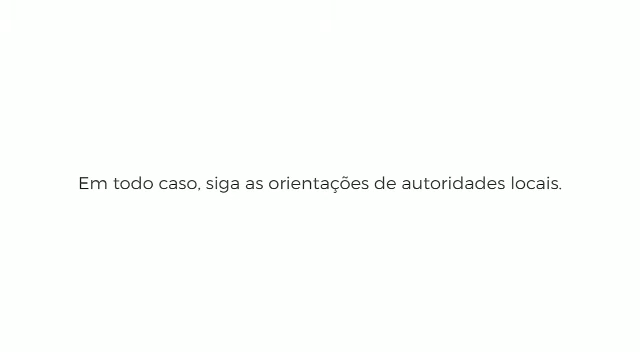 Em todo caso, siga as orientações de autoridades locais.